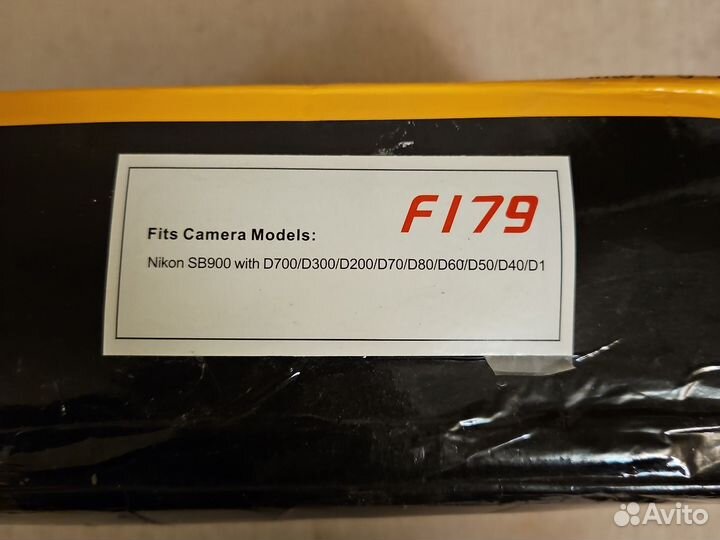 F179
Fits Camera Models:
Nikon SB900 with D700/D300/D200/D70/D80/D60/D50/D40/D1
Avito